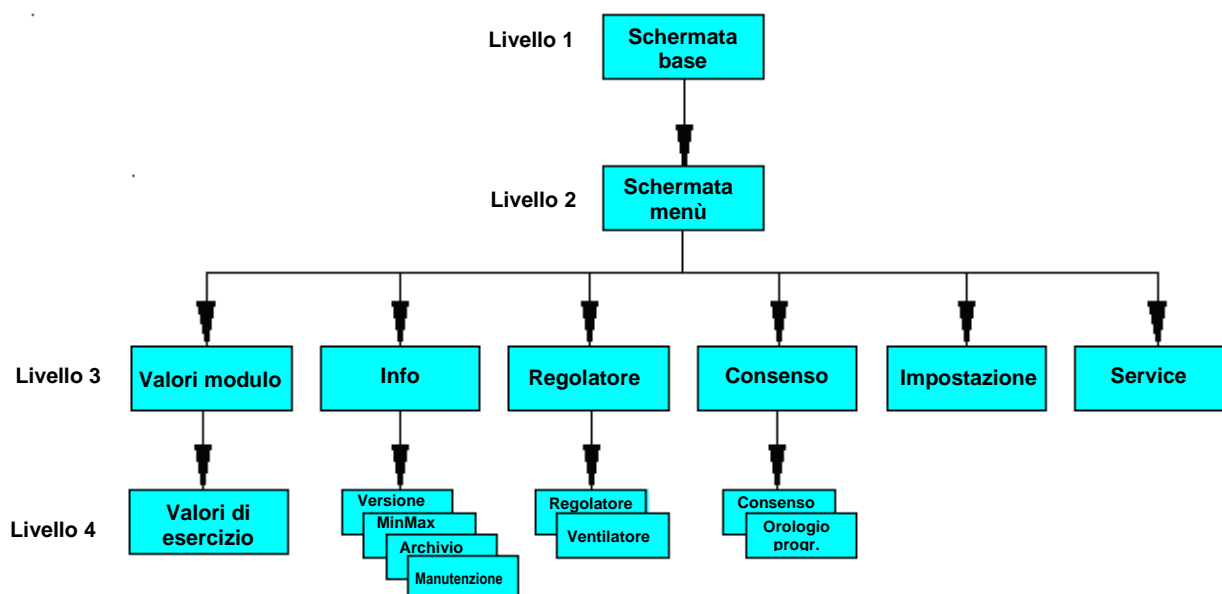 Livello 1
Schermata
base
Livello 2
Schermata
menù
Livello 3
Valori modulo
Info
Regolatore
Consenso
Impostazione
Service
Livello 4
Valori di
esercizio
Versione
MinMax
Archivio
Manutenzione
Regolatore
Ventilatore
Consenso
Orologio
progr.